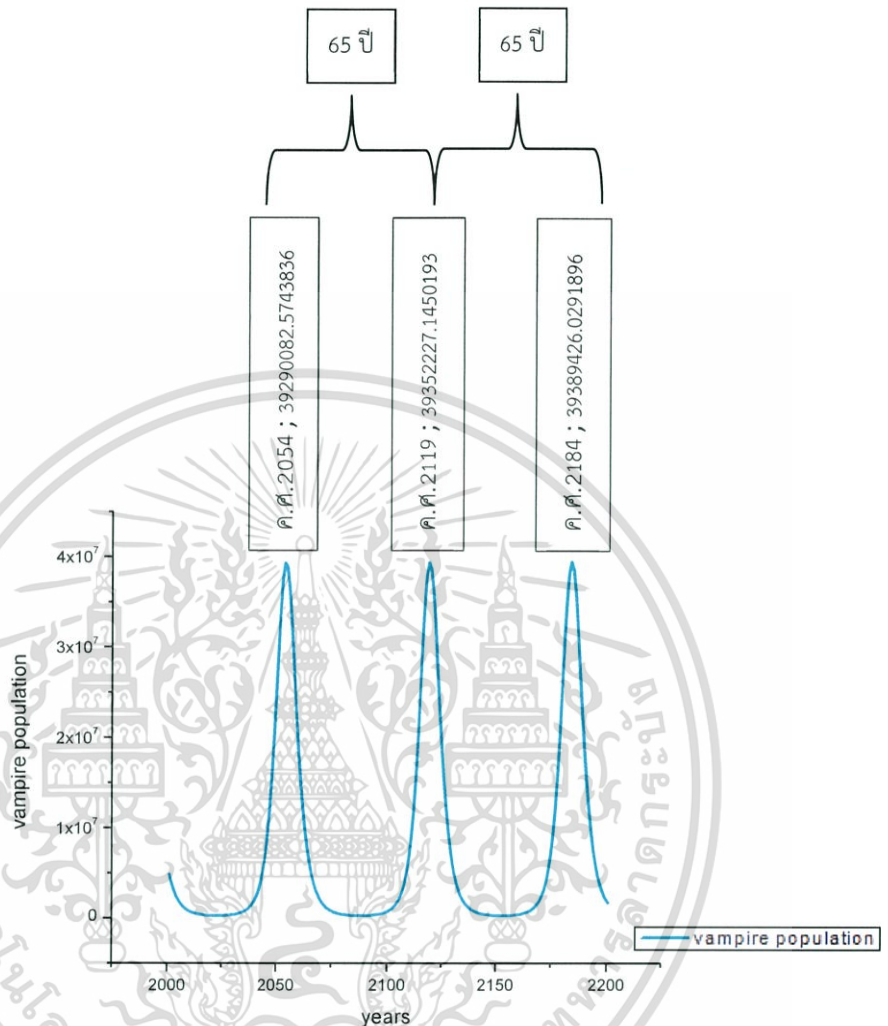 65 ปี
65 ปี
ค.ศ.2054 ; 39290082.5743836
ค.ศ.2119 ; 39352227.1450193
ค.ศ.2184 ; 39389426.0291896
4x10⁷
3x10⁷
2x10⁷
1x10⁷
0
vampire population
2000
2050
2100
2150
2200
years
vampire population